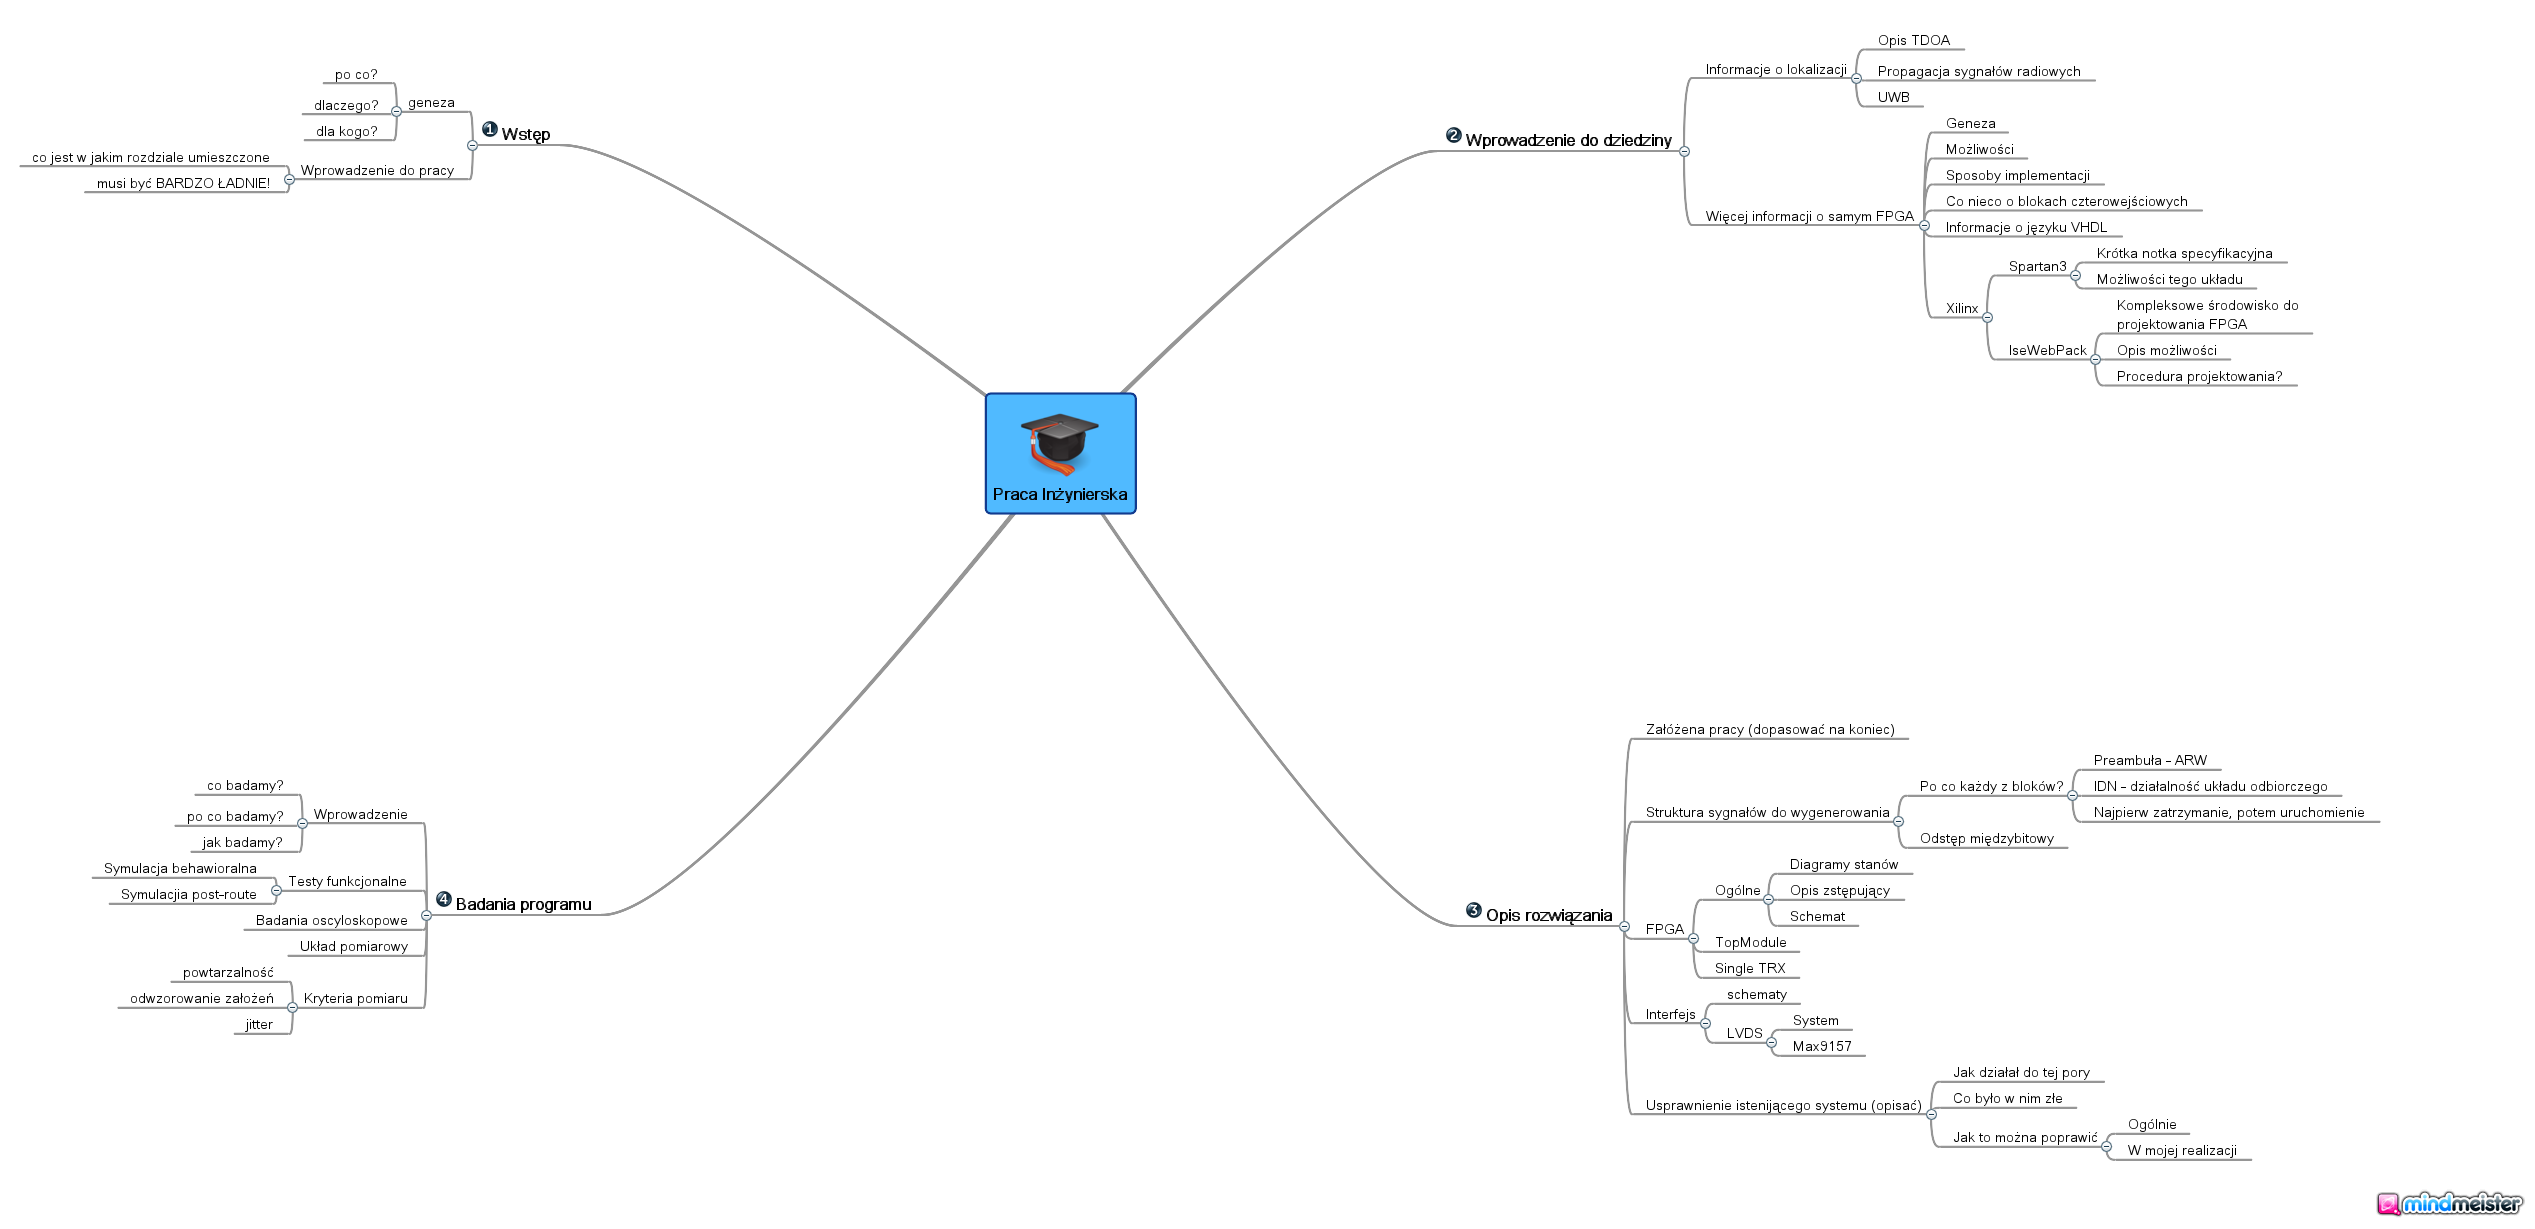 Praca Inżynierska
1 Wstęp
geneza
po co?
dlaczego?
dla kogo?
Wprowadzenie do pracy
co jest w jakim rozdziale umieszczone
musi być BARDZO ŁADNIE!
2 Wprowadzenie do dziedziny
Informacje o lokalizacji
Opis TDOA
Propagacja sygnałów radiowych
UWB
Więcej informacji o samym FPGA
Geneza
Możliwości
Sposoby implementacji
Co nieco o blokach czterowejściowych
Informacje o języku VHDL
Xilinx
Spartan3
Krótka notka specyfikacyjna
Możliwości tego układu
IseWebPack
Kompleksowe środowisko do
projektowania FPGA
Opis możliwości
Procedura projektowania?
3 Opis rozwiązania
Załóżena pracy (dopasować na koniec)
Struktura sygnałów do wygenerowania
Po co każdy z bloków?
Preambuła - ARW
IDN - działalność układu odbiorczego
Najpierw zatrzymanie, potem uruchomienie
Odstęp międzybitowy
FPGA
Ogólne
Diagramy stanów
Opis zstępujący
Schemat
TopModule
Single TRX
Interfejs
schematy
LVDS
System
Max9157
Usprawnienie istenijącego systemu (opisać)
Jak działał do tej pory
Co było w nim złe
Jak to można poprawić
Ogólnie
W mojej realizacji
4 Badania programu
Wprowadzenie
co badamy?
po co badamy?
jak badamy?
Testy funkcjonalne
Symulacja behawioralna
Symulacjia post-route
Badania oscyloskopowe
Układ pomiarowy
Kryteria pomiaru
powtarzalność
odwzorowanie założeń
jitter
mindmeister